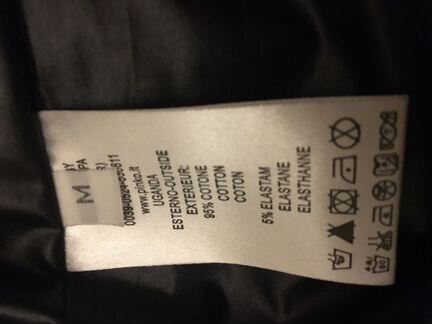 M
www.pinko.it
UGANDA
ESTERNO-OUTSIDE
EXTERIEUR:
95% COTONE
COTTON
COTON
5% ELASTAM
ELASTANE
ELASTHANNE